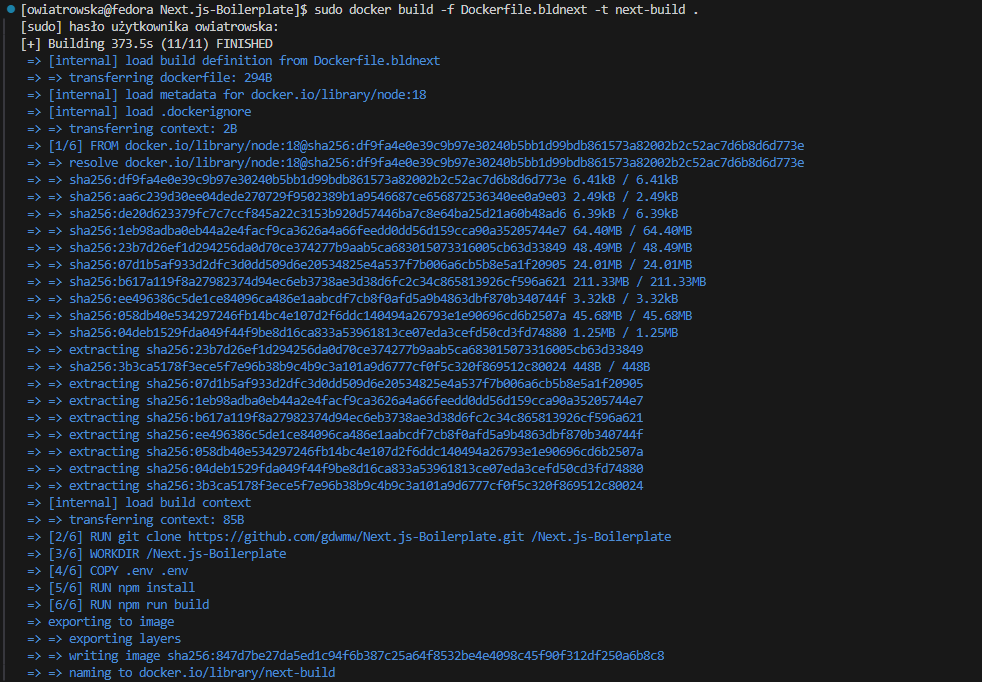 [owiatrowska@fedora Next.js-Boilerplate]$ sudo docker build -f Dockerfile.bldnext -t next-build .
[sudo] hasło użytkownika owiatrowska:
[+] Building 373.5s (11/11) FINISHED
=> [internal] load build definition from Dockerfile.bldnext
=> => transferring dockerfile: 294B
=> [internal] load metadata for docker.io/library/node:18
=> [internal] load .dockerignore
=> => transferring context: 2B
=> [1/6] FROM docker.io/library/node:18@sha256:df9fa4e0e39c9b97e30240b5bb1d99bdb861573a82002b2c52ac7d6b8d6d773e
=> => resolve docker.io/library/node:18@sha256:df9fa4e0e39c9b97e30240b5bb1d99bdb861573a82002b2c52ac7d6b8d6d773e
=> => sha256:df9fa4e0e39c9b97e30240b5bb1d99bdb861573a82002b2c52ac7d6b8d6d773e 6.41kB / 6.41kB
=> => sha256:aa6c239d30ee04dede270729f9502389b1a9546687ce656872536340ee0a9e03 2.49kB / 2.49kB
=> => sha256:de20d623379fc7c7ccf845a22c3153b920d57446ba7c8e64ba25d21a60b48ad6 6.39kB / 6.39kB
=> => sha256:1eb98adba0eb44a2e4facf9ca3626a4a66feedd0dd56d159cca90a35205744e7 64.40MB / 64.40MB
=> => sha256:23b7d26ef1d294256da0d70ce374277b9aab5ca683015073316005cb63d33849 48.49MB / 48.49MB
=> => sha256:07d1b5af933d2dfc3d0dd509d6e20534825e4a537f7b006a6cb5b8e5a1f20905 24.01MB / 24.01MB
=> => sha256:b617a119f8a27982374d94ec6eb3738ae3d38d6fc2c34c865813926cf596a621 211.33MB / 211.33MB
=> => sha256:ee496386c5de1ce84096ca486e1aabcdf7cb8f0afd5a9b4863dbf870b340744f 3.32kB / 3.32kB
=> => sha256:058db40e534297246fb14bc4e107d2f6ddc140494a26793e1e90696cd6b2507a 45.68MB / 45.68MB
=> => sha256:04deb1529fda049f44f9be8d16ca833a53961813ce07eda3cefd50cd3fd74880 1.25MB / 1.25MB
=> => extracting sha256:23b7d26ef1d294256da0d70ce374277b9aab5ca683015073316005cb63d33849
=> => sha256:3b3ca5178f3ece5f7e96b38b9c4b9c3a101a9d6777cf0f5c320f869512c80024 448B / 448B
=> => extracting sha256:07d1b5af933d2dfc3d0dd509d6e20534825e4a537f7b006a6cb5b8e5a1f20905
=> => extracting sha256:1eb98adba0eb44a2e4facf9ca3626a4a66feedd0dd56d159cca90a35205744e7
=> => extracting sha256:b617a119f8a27982374d94ec6eb3738ae3d38d6fc2c34c865813926cf596a621
=> => extracting sha256:ee496386c5de1ce84096ca486e1aabcdf7cb8f0afd5a9b4863dbf870b340744f
=> => extracting sha256:058db40e534297246fb14bc4e107d2f6ddc140494a26793e1e90696cd6b2507a
=> => extracting sha256:04deb1529fda049f44f9be8d16ca833a53961813ce07eda3cefd50cd3fd74880
=> => extracting sha256:3b3ca5178f3ece5f7e96b38b9c4b9c3a101a9d6777cf0f5c320f869512c80024
=> [internal] load build context
=> => transferring context: 85B
=> [2/6] RUN git clone https://github.com/gdwmw/Next.js-Boilerplate.git /Next.js-Boilerplate
=> [3/6] WORKDIR /Next.js-Boilerplate
=> [4/6] COPY .env .env
=> [5/6] RUN npm install
=> [6/6] RUN npm run build
=> exporting to image
=> => exporting layers
=> => writing image sha256:847d7be27da5ed1c94f6b387c25a64f8532be4e4098c45f90f312df250a6b8c8
=> => naming to docker.io/library/next-build